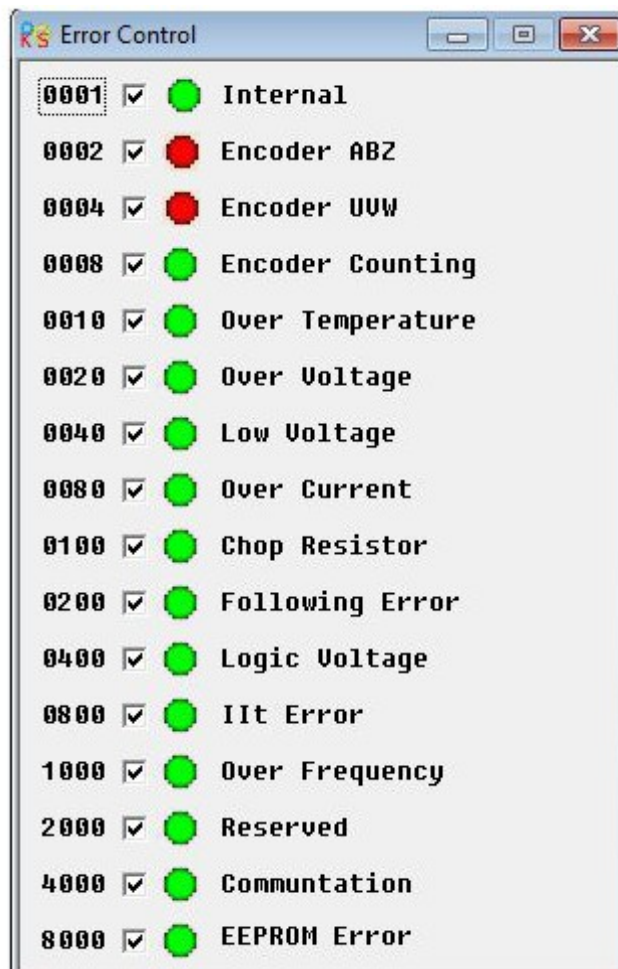 Error Control
0001 Internal
0002 Encoder ABZ
0004 Encoder UVW
0008 Encoder Counting
0010 Over Temperature
0020 Over Voltage
0040 Low Voltage
0080 Over Current
0100 Chop Resistor
0200 Following Error
0400 Logic Voltage
0800 IIt Error
1000 Over Frequency
2000 Reserved
4000 Communtation
8000 EEPROM Error